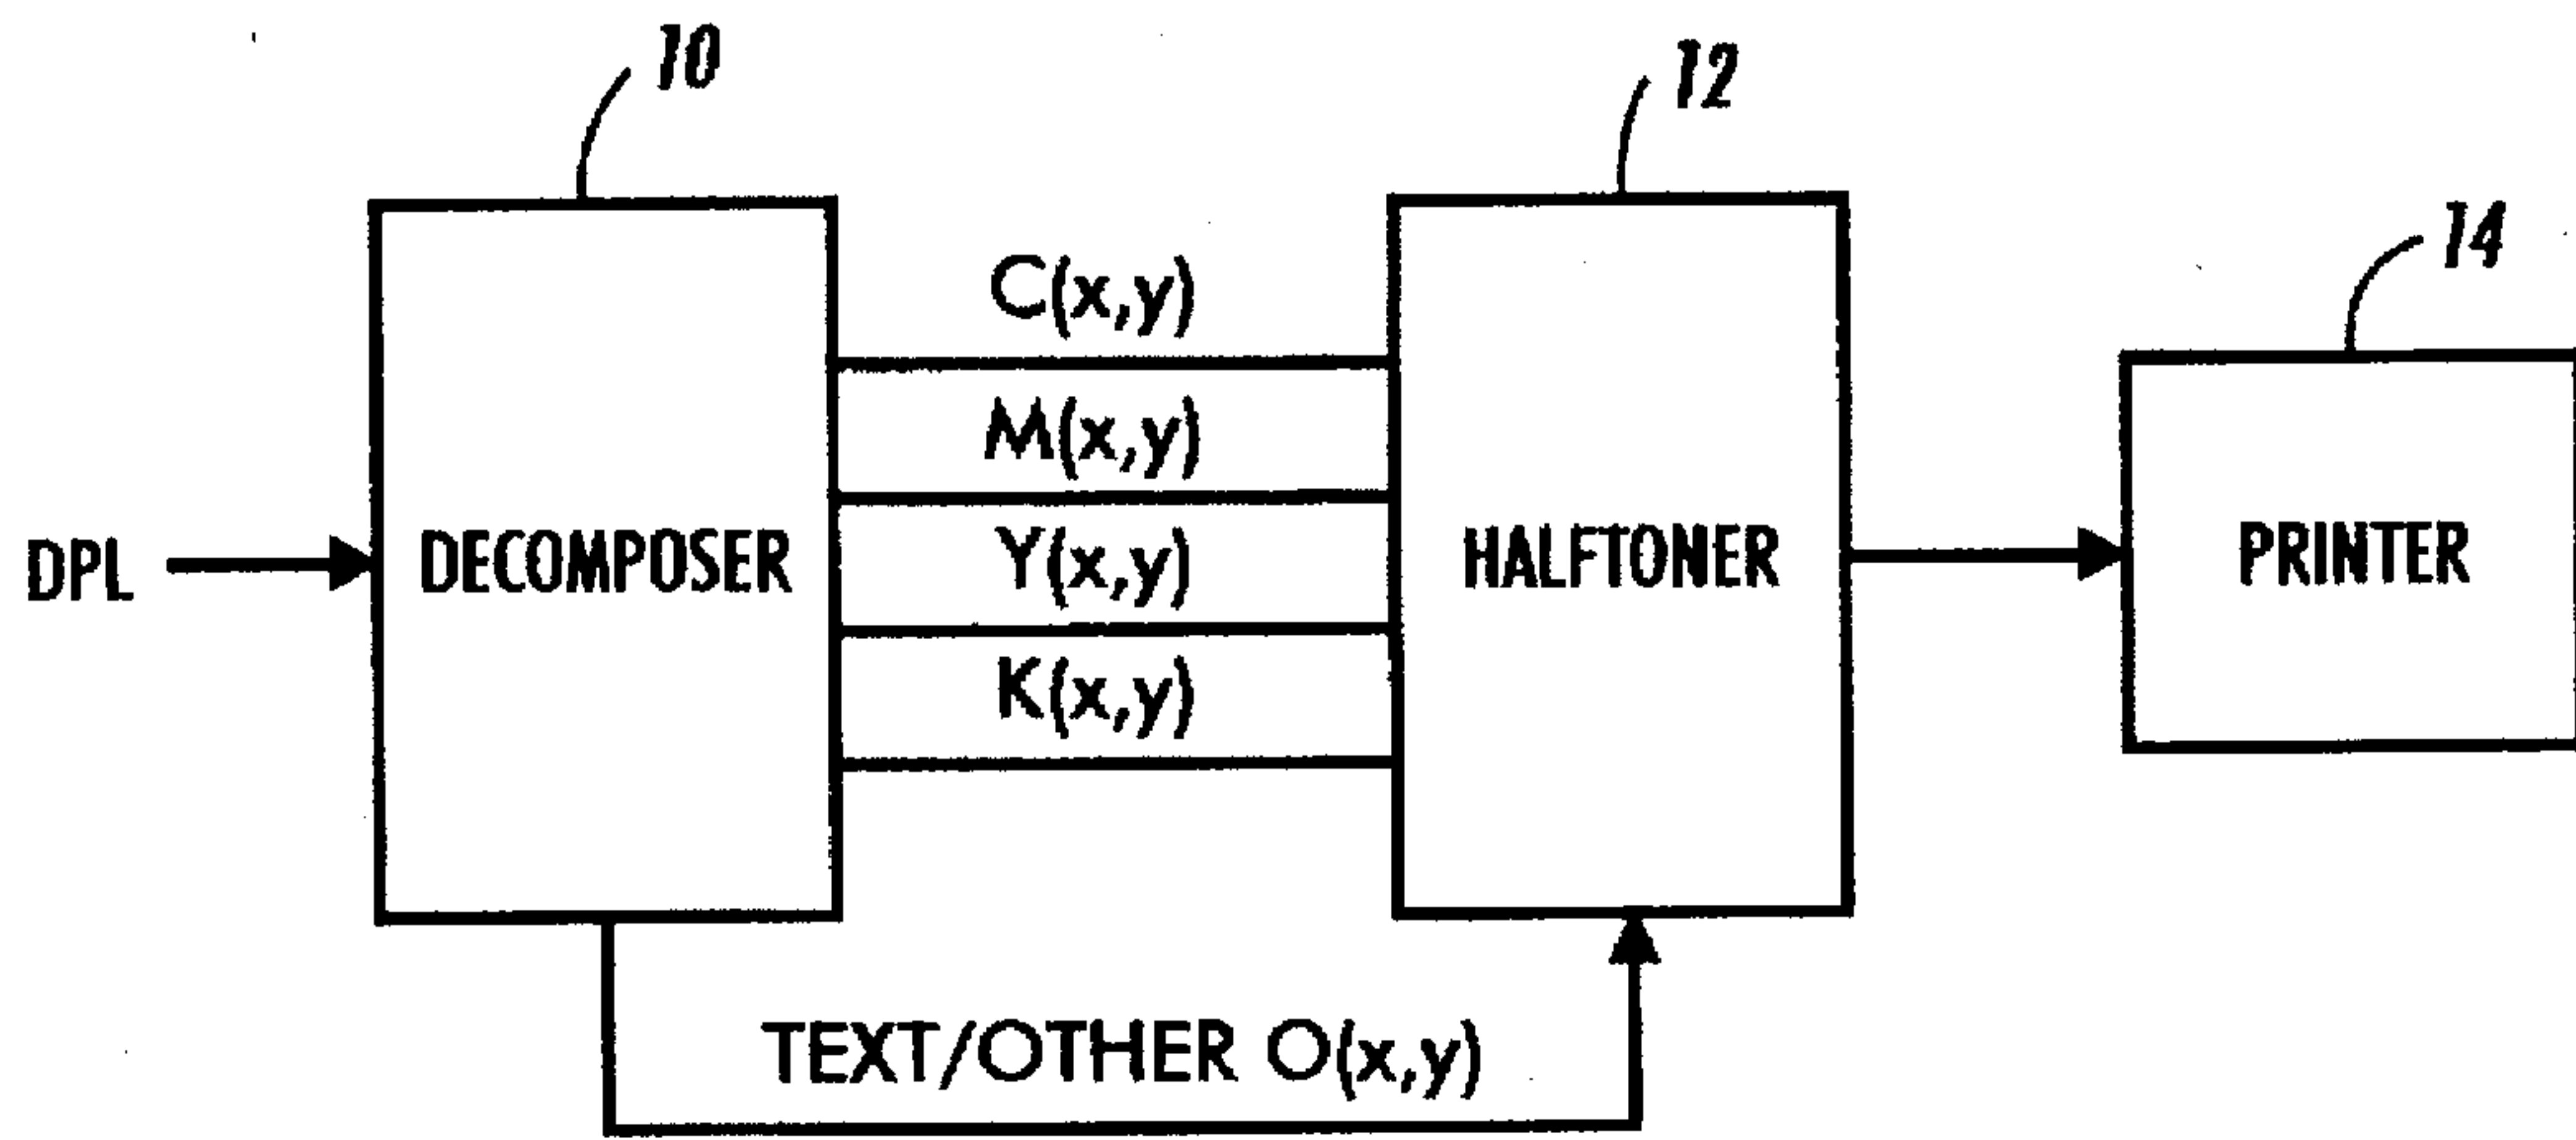 10
12
14
C(x,y)
M(x,y)
DPL
DECOMPOSER
Y(x,y)
HALFTONER
PRINTER
K(x,y)
TEXT/OTHER O(x,y)